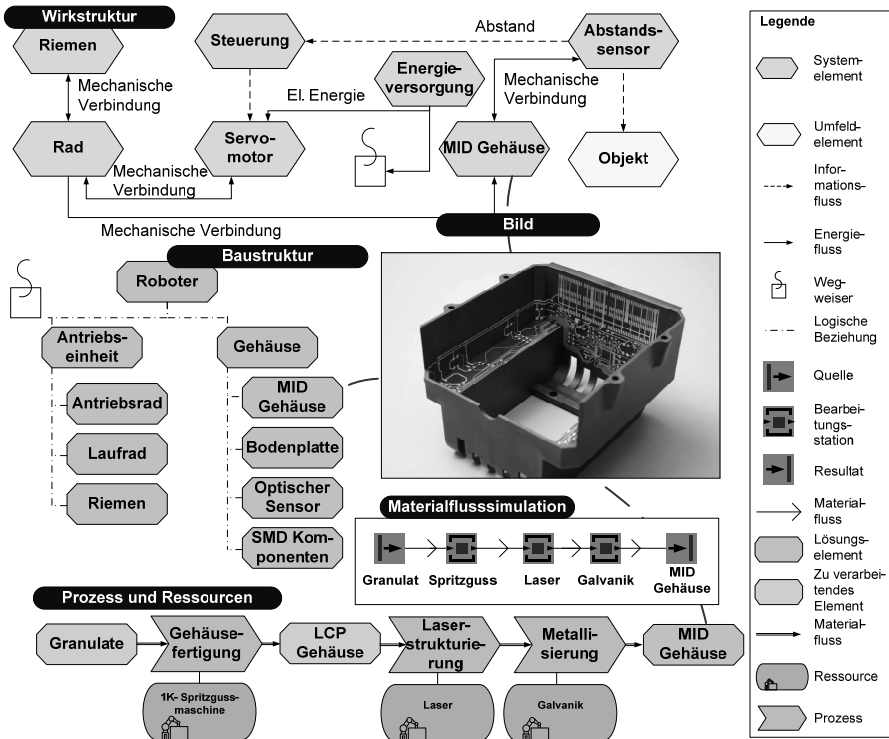 Wirkstruktur
Riemen
Steuerung
Abstand
Abstands-
sensor
Energie-
versorgung
Mechanische
Verbindung
El. Energie
Mechanische
Verbindung
Rad
Servo-
motor
MID Gehäuse
Objekt
Mechanische
Verbindung
Mechanische Verbindung
Bild
Baustruktur
Roboter
Antriebs-
einheit
Gehäuse
Antriebsrad
Laufrad
Riemen
MID
Gehäuse
Bodenplatte
Optischer
Sensor
SMD Kom-
ponenten
Materialflusssimulation
Granulat
Spritzguss
Laser
Galvanik
MID
Gehäuse
Prozess und Ressourcen
Granulate
Gehäuse-
fertigung
LCP
Gehäuse
Laser-
strukturie-
rung
Metalli-
sierung
MID
Gehäuse
1K- Spritzguss-
maschine
Laser
Galvanik
Legende
System-
element
Umfeld-
element
Infor-
mations-
fluss
Energie-
fluss
Weg-
weiser
Logische
Beziehung
Quelle
Bearbei-
tungs-
station
Resultat
Material-
fluss
Lösungs-
element
Zu verarbei-
tendes
Element
Material-
fluss
Ressource
Prozess